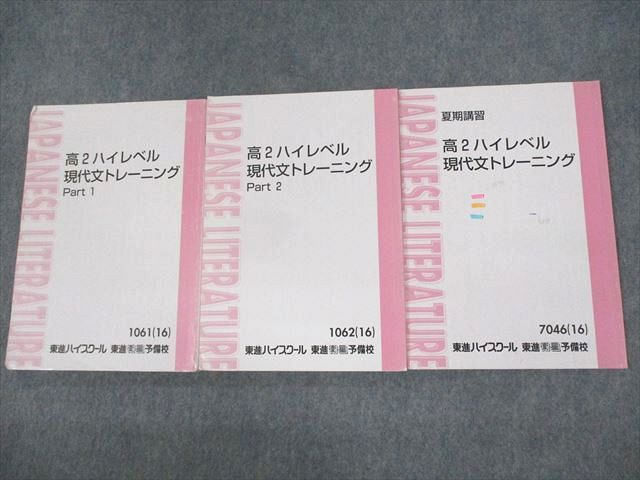 JAPANESE LITERATURE
高2ハイレベル
現代文トレーニング
Part 1
1061(16)
東進ハイスクール 東進衛星予備校
JAPANESE LITERATURE
高2ハイレベル
現代文トレーニング
Part 2
1062(16)
東進ハイスクール 東進衛星予備校
JAPANESE LITERATURE
夏期講習
高2ハイレベル
現代文トレーニング
7046(16)
東進ハイスクール 東進衛星予備校